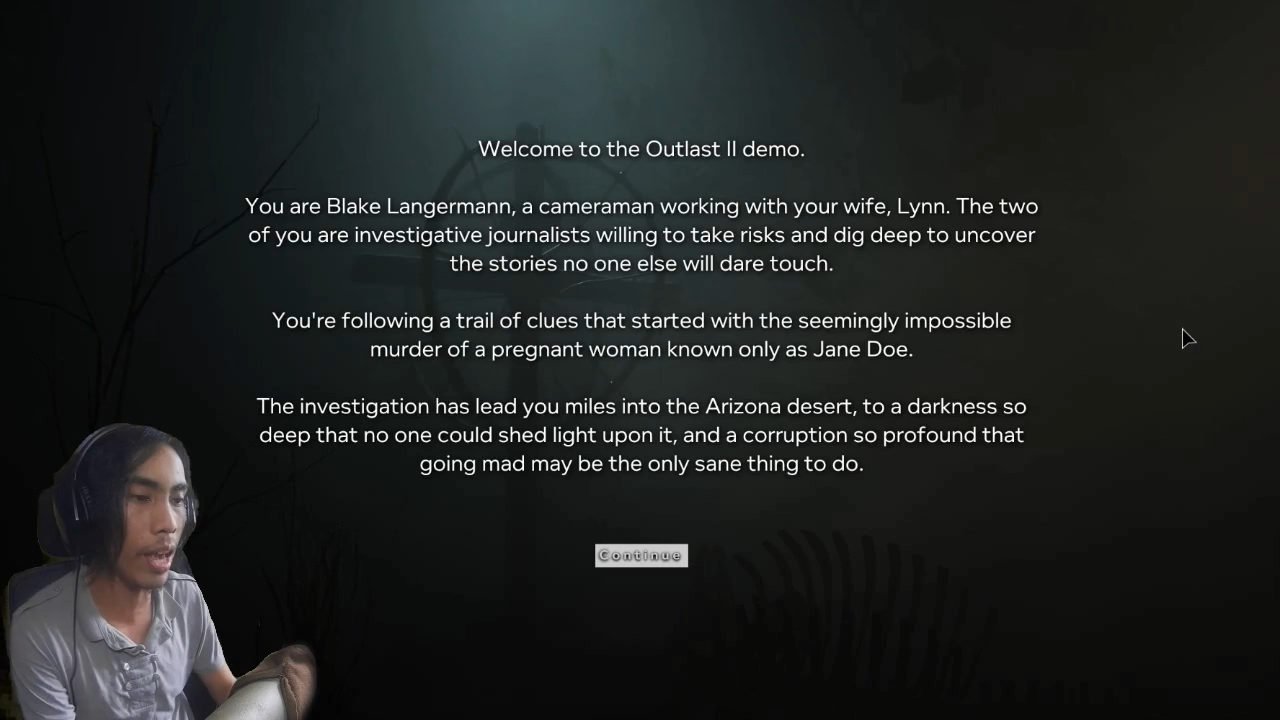 Welcome to the Outlast II demo.
You are Blake Langermann, a cameraman working with your wife, Lynn. The two
of you are investigative journalists willing to take risks and dig deep to uncover
the stories no one else will dare touch.
You're following a trail of clues that started with the seemingly impossible
murder of a pregnant woman known only as Jane Doe.
The investigation has lead you miles into the Arizona desert, to a darkness so
deep that no one could shed light upon it, and a corruption so profound that
going mad may be the only sane thing to do.
Continue